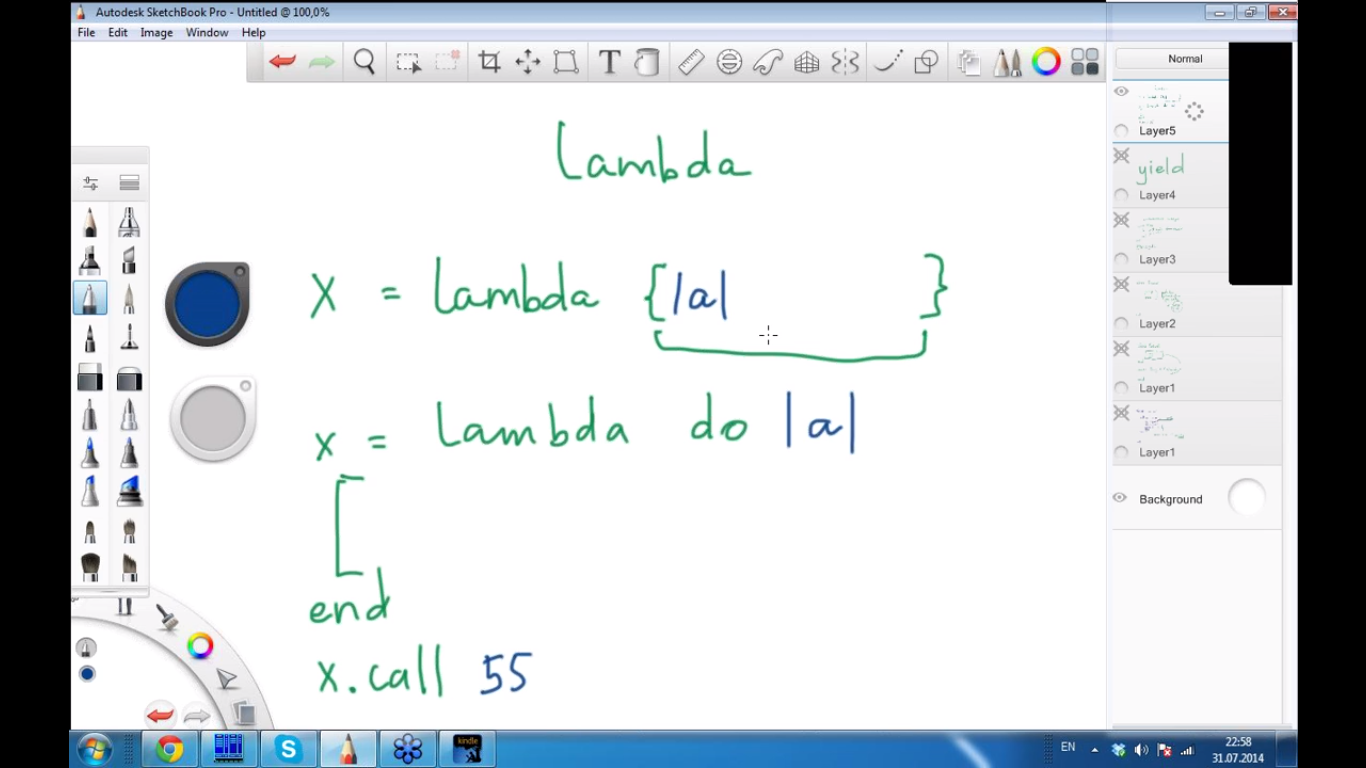 Autodesk SketchBook Pro - Untitled @ 100,0%
File Edit Image Window Help
Normal
Layer5
yield
Layer4
Layer3
Layer2
Layer1
Layer1
Background
Lambda
X = Lambda {|a| }
x = Lambda do |a|
end
x.call 55
kindle
EN
22:58
31.07.2014